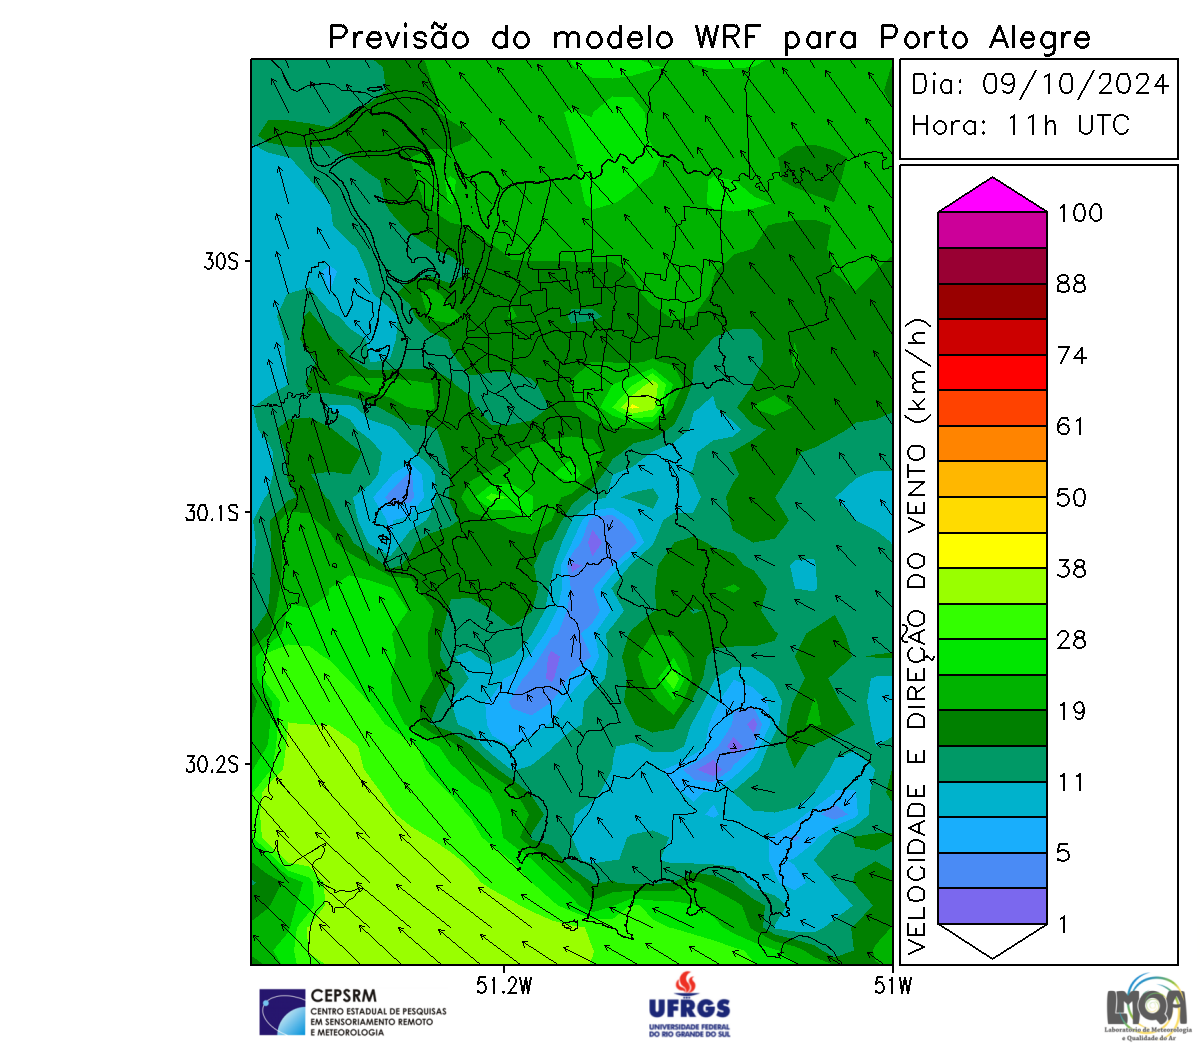 Previsão do modelo WRF para Porto Alegre
Dia: 09/10/2024
Hora: 11h UTC
30S
30.1S
30.2S
51.2W
51W
VELOCIDADE E DIREÇÃO DO VENTO (km/h)
100
88
74
61
50
38
28
19
11
5
1
CEPSRM
CENTRO ESTADUAL DE PESQUISAS
EM SENSORIAMENTO REMOTO
E METEOROLOGIA
UFRGS
UNIVERSIDADE FEDERAL
DO RIO GRANDE DO SUL
LMQA
Laboratório de Meteorologia
e Qualidade do Ar